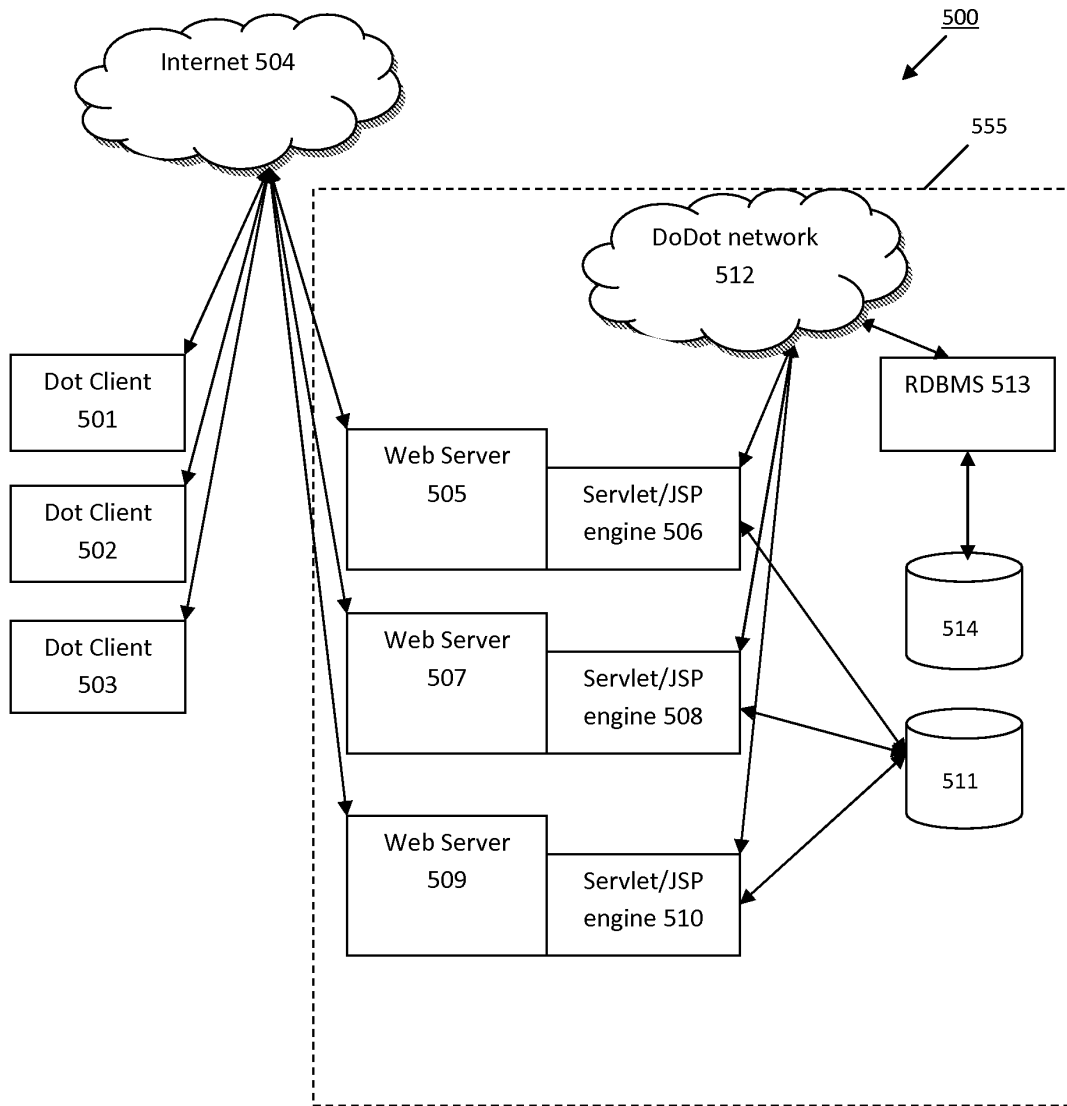 500
Internet 504
555
DoDot network
512
Dot Client
501
RDBMS 513
Web Server
505
Servlet/JSP
engine 506
Dot Client
502
514
Dot Client
503
Web Server
507
Servlet/JSP
engine 508
511
Web Server
509
Servlet/JSP
engine 510